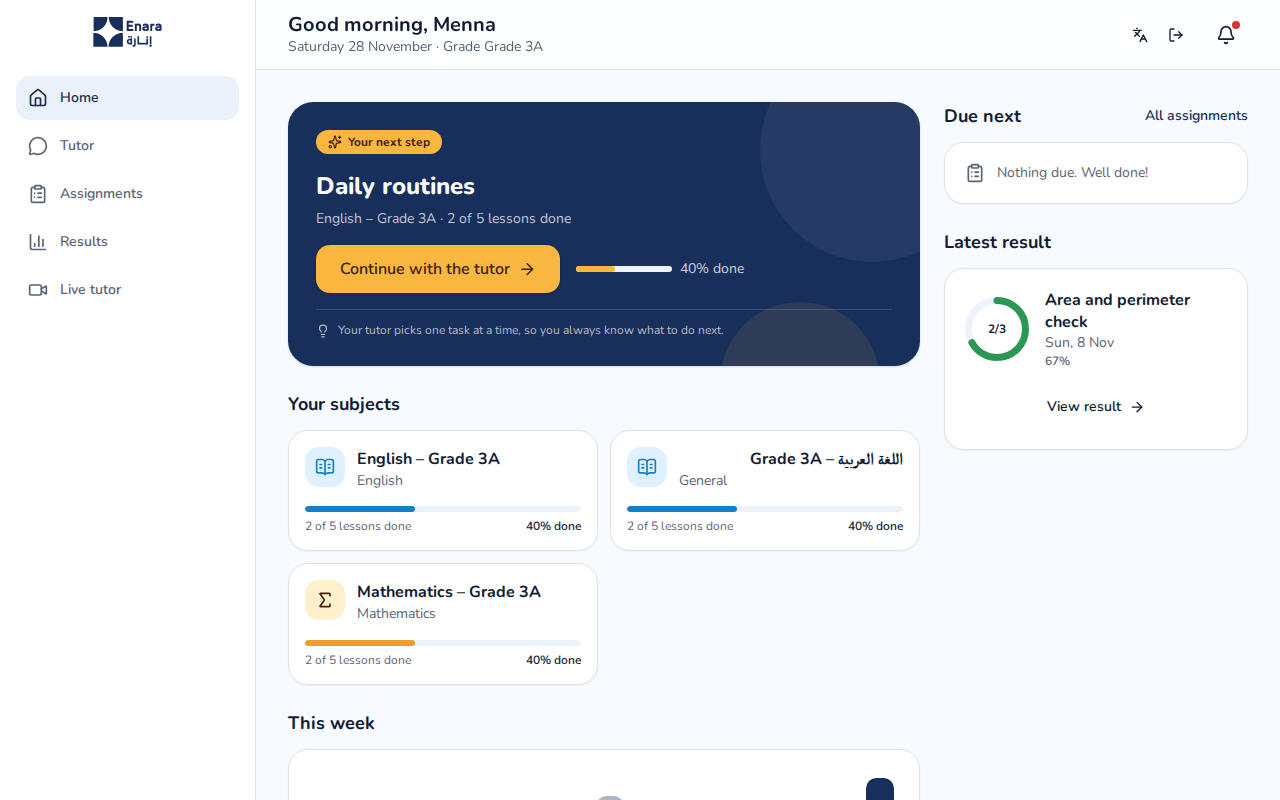 Enara
إنارة
Home
Tutor
Assignments
Results
Live tutor
Good morning, Menna
Saturday 28 November · Grade Grade 3A
Your next step
Daily routines
English – Grade 3A · 2 of 5 lessons done
Continue with the tutor
40% done
Your tutor picks one task at a time, so you always know what to do next.
Your subjects
English – Grade 3A
English
2 of 5 lessons done
40% done
اللغة العربية – Grade 3A
General
2 of 5 lessons done
40% done
Mathematics – Grade 3A
Mathematics
2 of 5 lessons done
40% done
This week
Due next
All assignments
Nothing due. Well done!
Latest result
2/3
Area and perimeter
check
Sun, 8 Nov
67%
View result